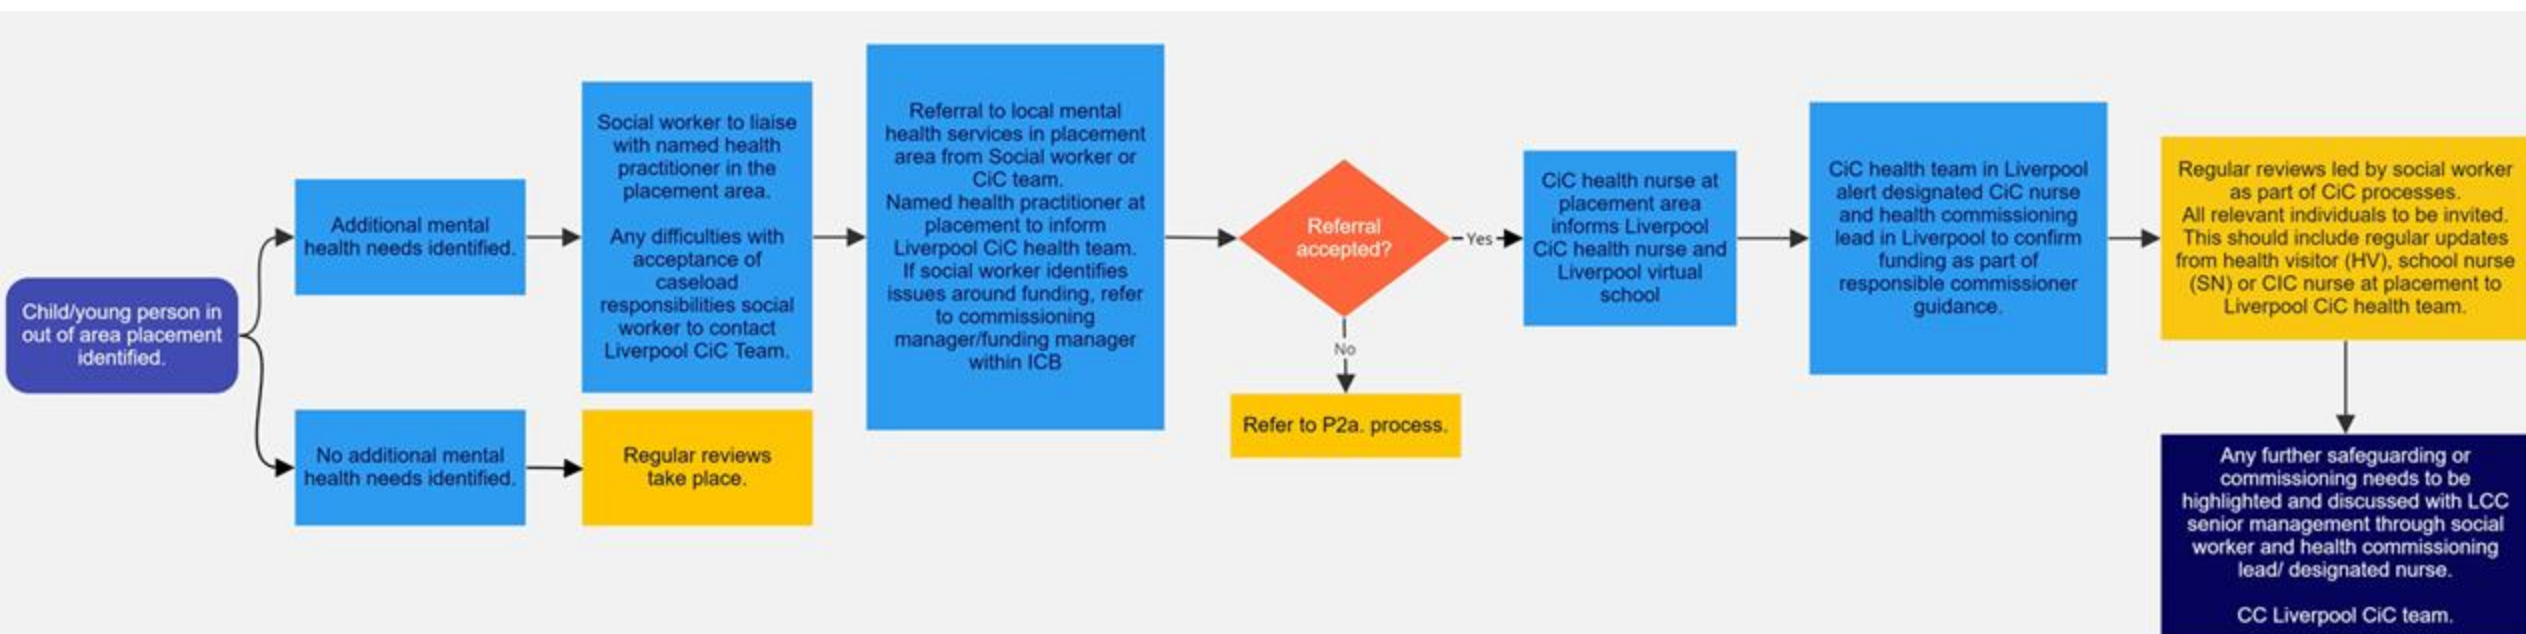 Child/young person in
out of area placement
identified.
Additional mental
health needs identified.
Social worker to liaise
with named health
practitioner in the
placement area.
Any difficulties with
acceptance of
caseload
responsibilities social
worker to contact
Liverpool CiC Team.
Referral to local mental
health services in placement
area from Social worker or
CiC team.
Named health practitioner at
placement to inform
Liverpool CiC health team.
If social worker identifies
issues around funding, refer
to commissioning
manager/funding manager
within ICB
Referral
accepted?
Yes
CiC health nurse at
placement area
informs Liverpool
CiC health nurse and
Liverpool virtual
school
CiC health team in Liverpool
alert designated CiC nurse
and health commissioning
lead in Liverpool to confirm
funding as part of
responsible commissioner
guidance.
Regular reviews led by social worker
as part of CiC processes.
All relevant individuals to be invited.
This should include regular updates
from health visitor (HV), school nurse
(SN) or CIC nurse at placement to
Liverpool CiC health team.
No
Refer to P2a. process.
No additional mental
health needs identified.
Regular reviews
take place.
Any further safeguarding or
commissioning needs to be
highlighted and discussed with LCC
senior management through social
worker and health commissioning
lead/ designated nurse.
CC Liverpool CiC team.